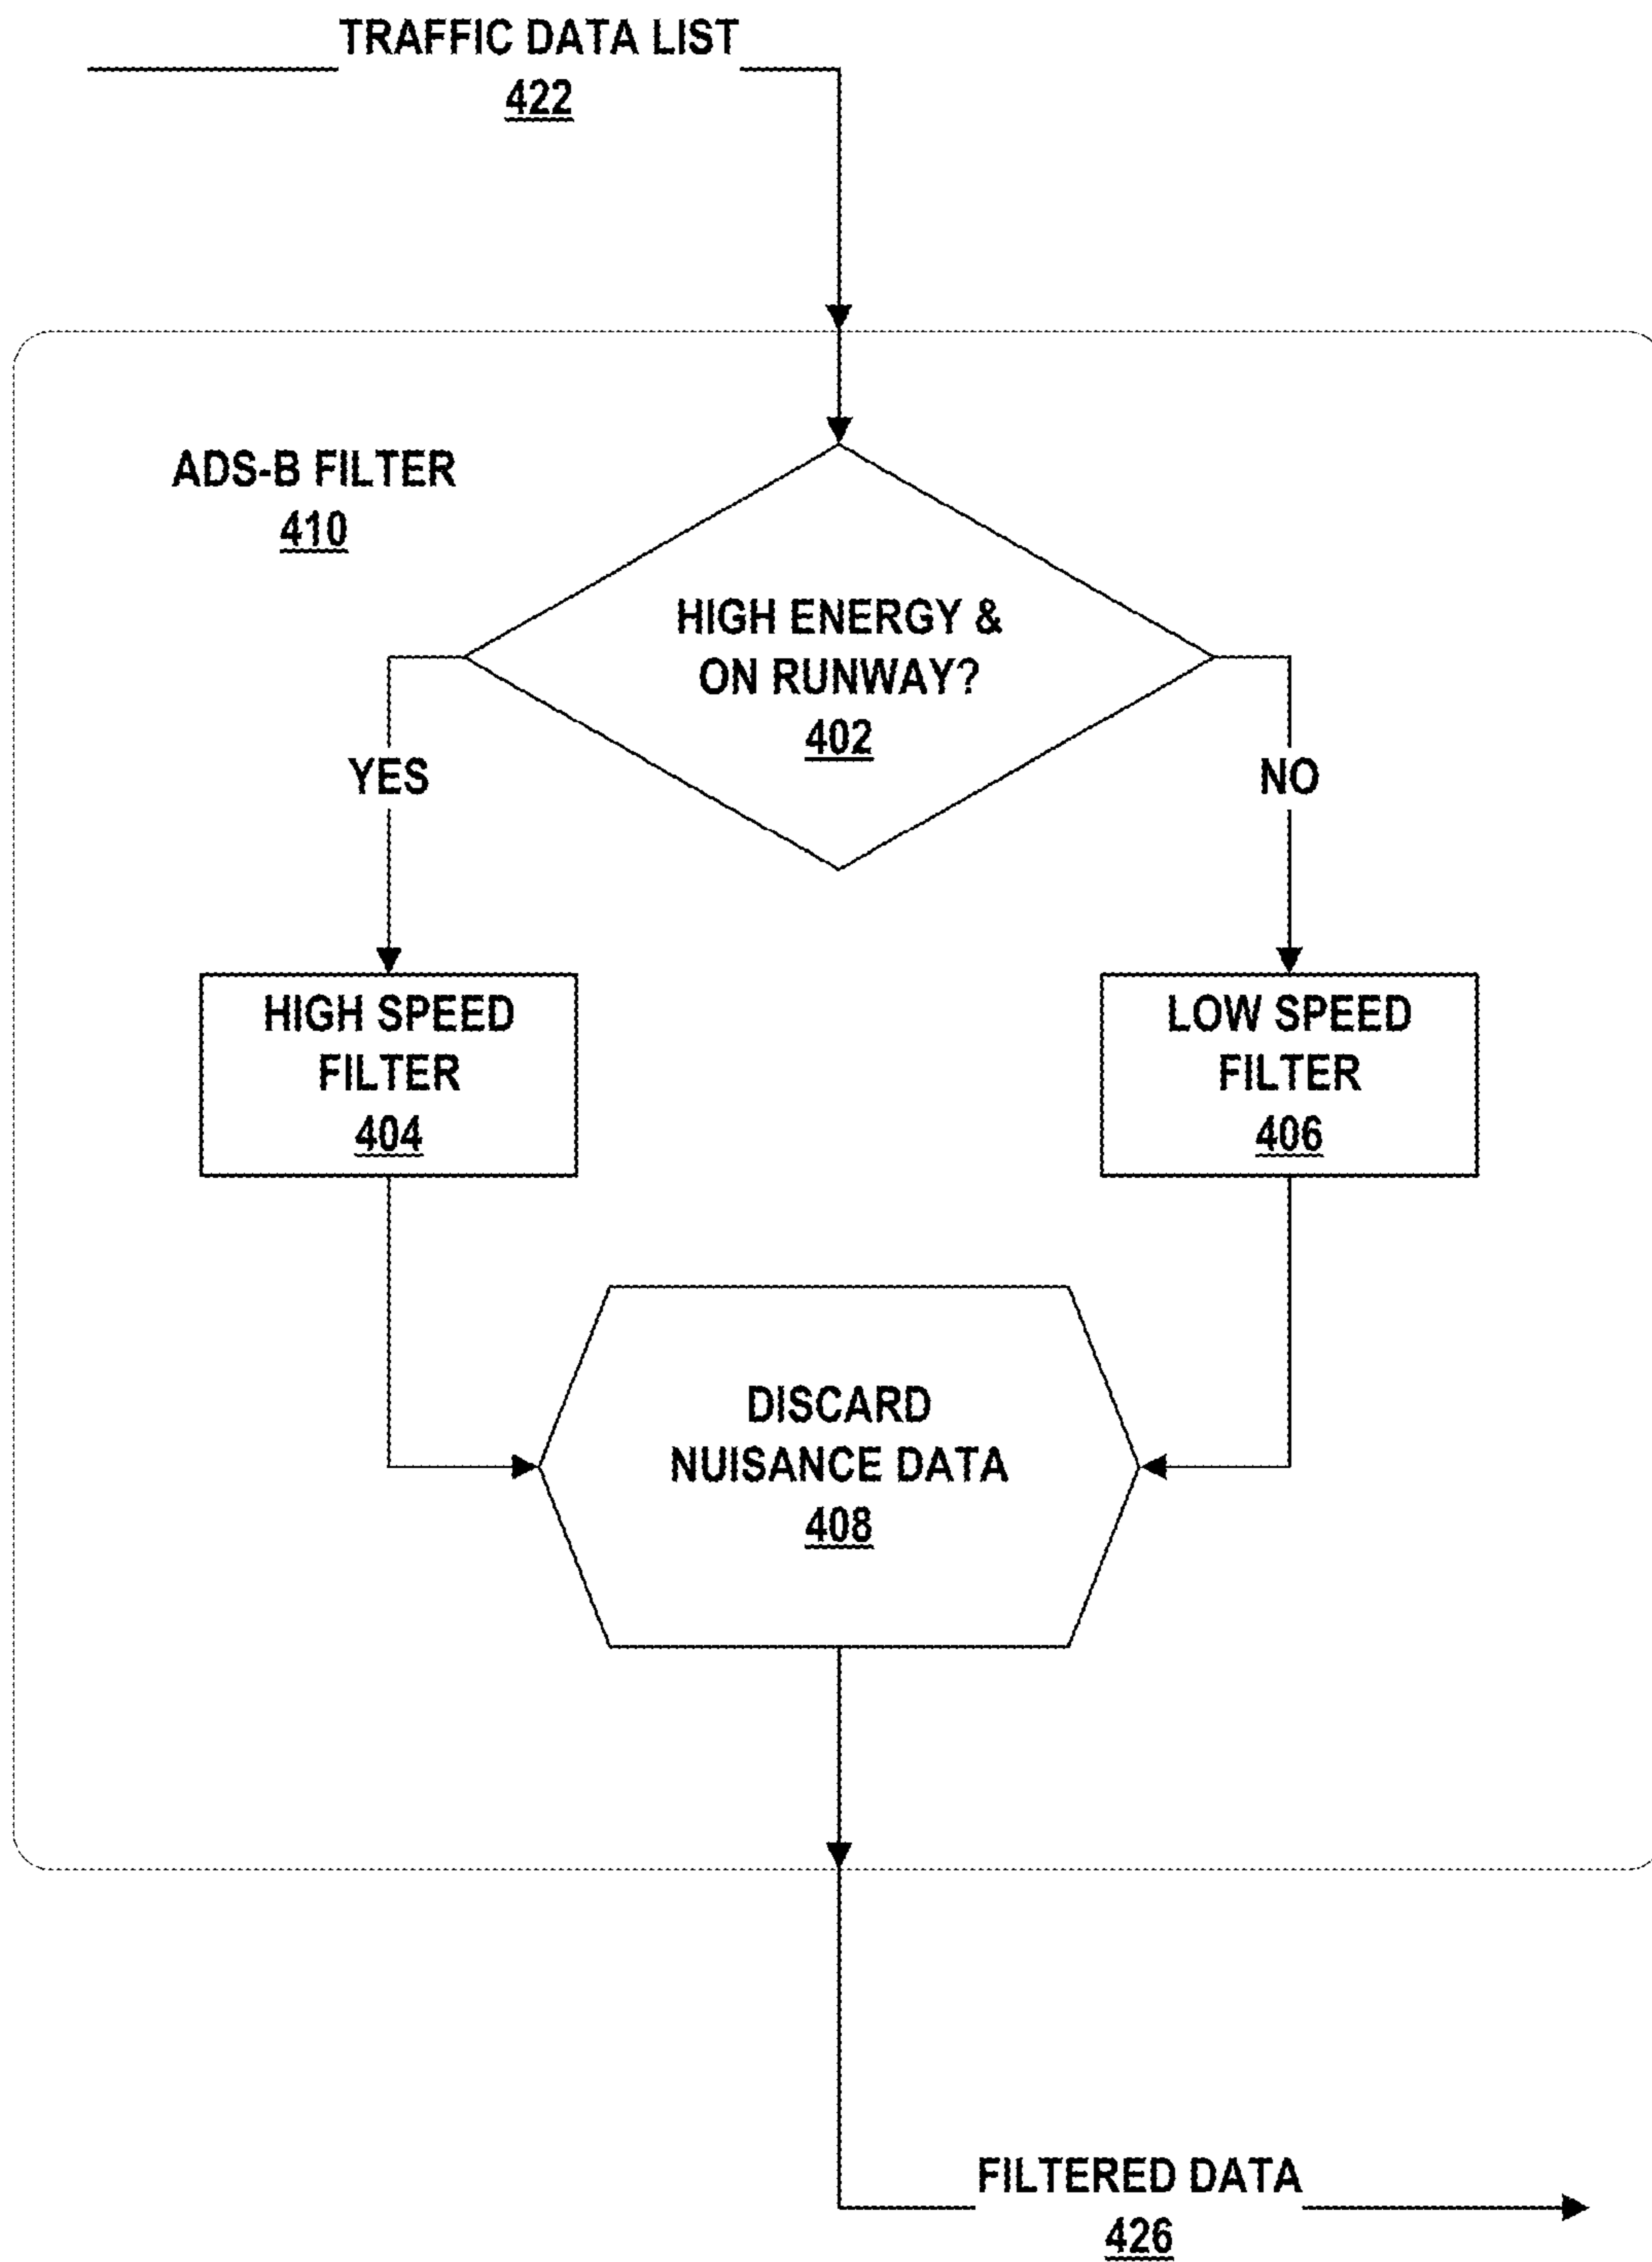 TRAFFIC DATA LIST
422
ADS-B FILTER
410
HIGH ENERGY &
ON RUNWAY?
402
YES
NO
HIGH SPEED
FILTER
404
LOW SPEED
FILTER
406
DISCARD
NUISANCE DATA
408
FILTERED DATA
426